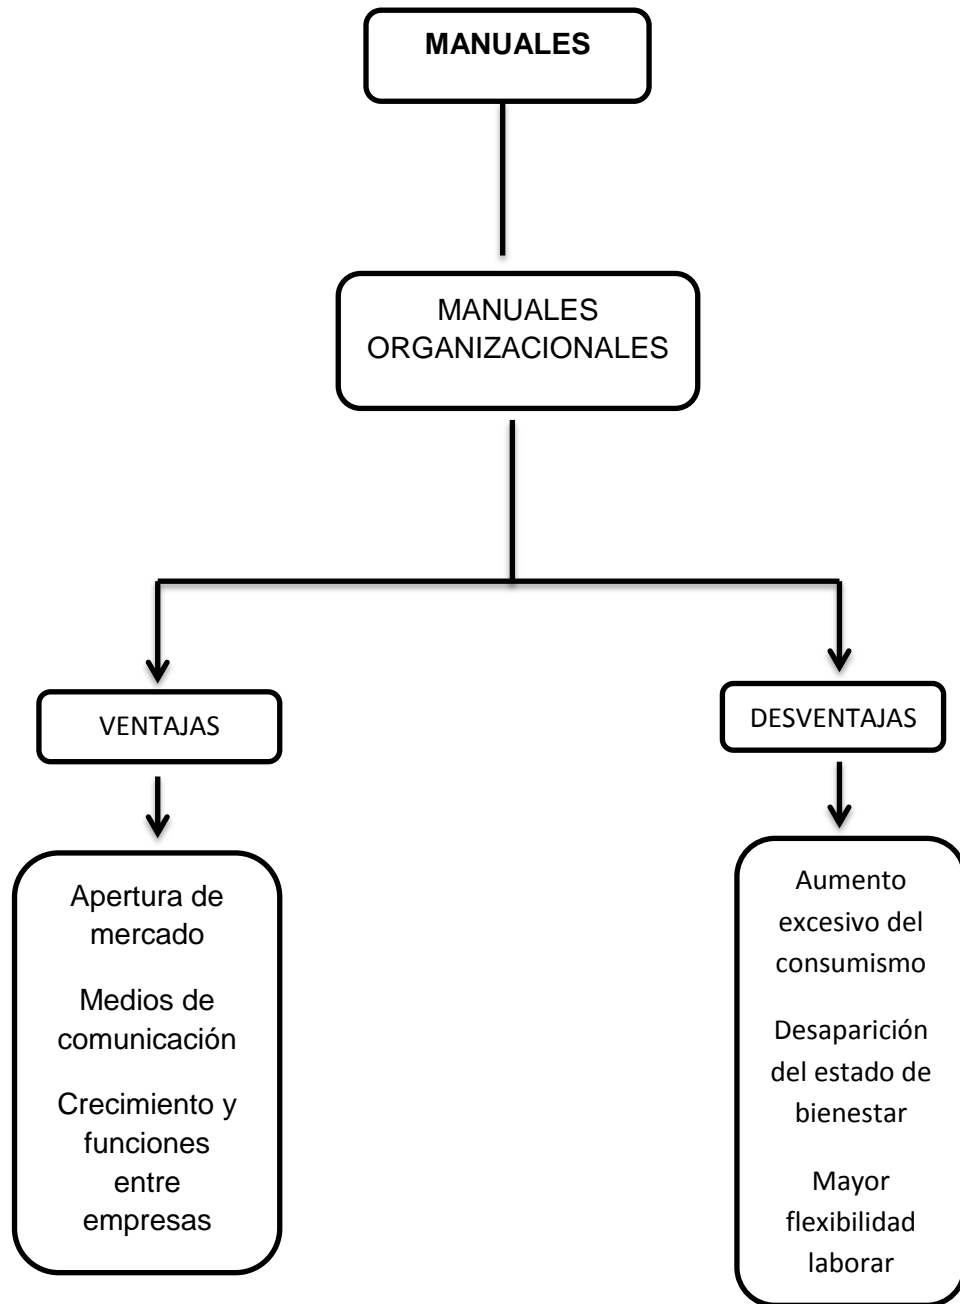 MANUALES
MANUALES
ORGANIZACIONALES
VENTAJAS
DESVENTAJAS
Apertura de
mercado
Medios de
comunicación
Crecimiento y
funciones
entre
empresas
Aumento
excesivo del
consumismo
Desaparición
del estado de
bienestar
Mayor
flexibilidad
laborar